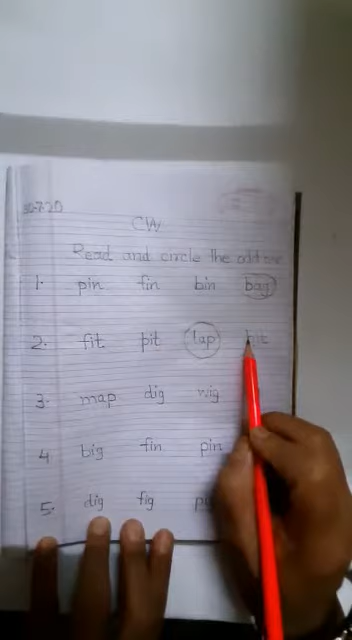 30-7-20
CW
Read and circle the odd one
1. pin fin bin bag
2. fit pit lap hit
3. map dig wig
4 big fin pin
5. dig fig